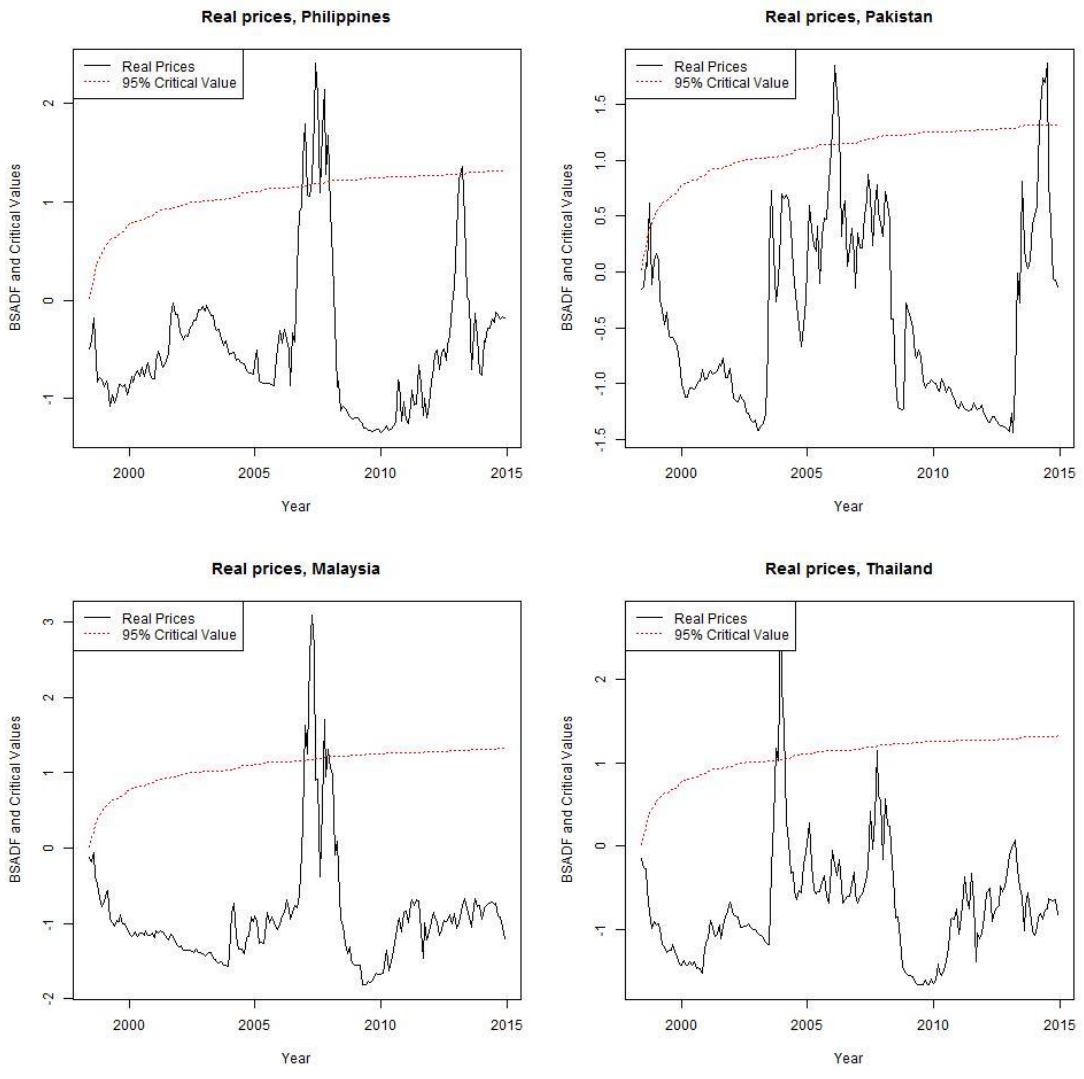 Real prices, Philippines
Real Prices
95% Critical Value
BSADF and Critical Values
2
1
0
-1
2000 2005 2010 2015
Year
Real prices, Pakistan
Real Prices
95% Critical Value
BSADF and Critical Values
1.5
1.0
0.5
0.0
-0.5
-1.0
-1.5
2000 2005 2010 2015
Year
Real prices, Malaysia
Real Prices
95% Critical Value
BSADF and Critical Values
3
2
1
0
-1
-2
2000 2005 2010 2015
Year
Real prices, Thailand
Real Prices
95% Critical Value
BSADF and Critical Values
2
1
0
-1
2000 2005 2010 2015
Year